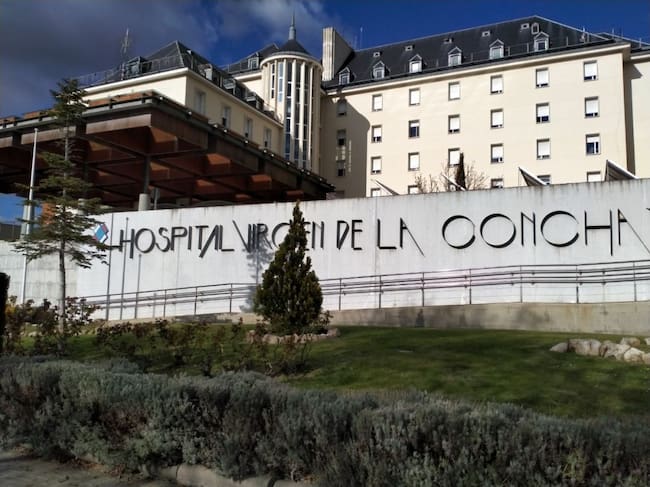 HOSPITAL VIRGEN DE LA CONCHA